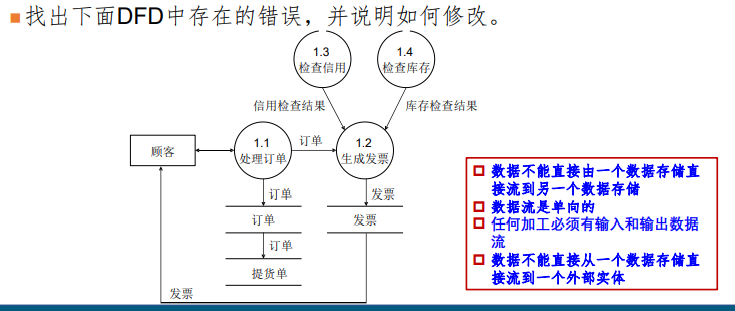 找出下面DFD中存在的错误，并说明如何修改。
1.3
检查信用
1.4
检查库存
信用检查结果
库存检查结果
顾客
1.1
处理订单
订单
1.2
生成发票
订单
发票
订单
发票
订单
提货单
发票
数据不能直接由一个数据存储直
接流到另一个数据存储
数据流是单向的
任何加工必须有输入和输出数据
流
数据不能直接从一个数据存储直
接流到一个外部实体